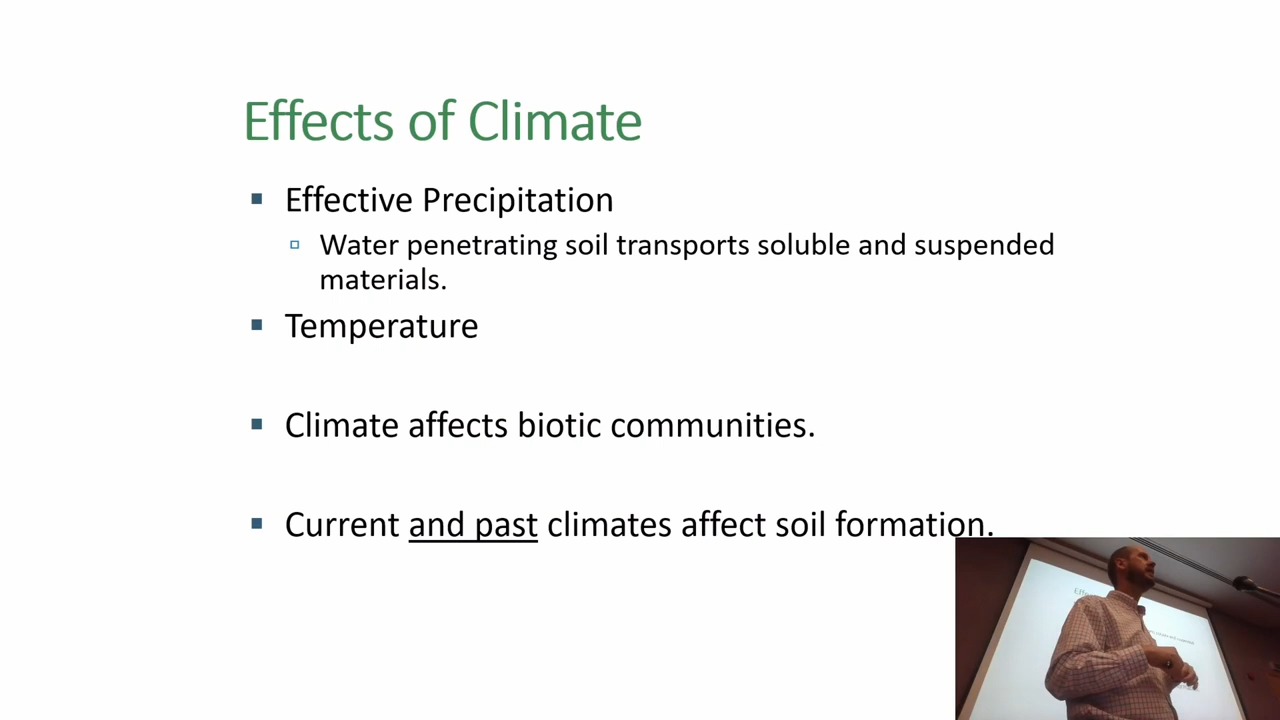 Effects of Climate
Effective Precipitation
Water penetrating soil transports soluble and suspended
materials.
Temperature
Climate affects biotic communities.
Current and past climates affect soil formation.